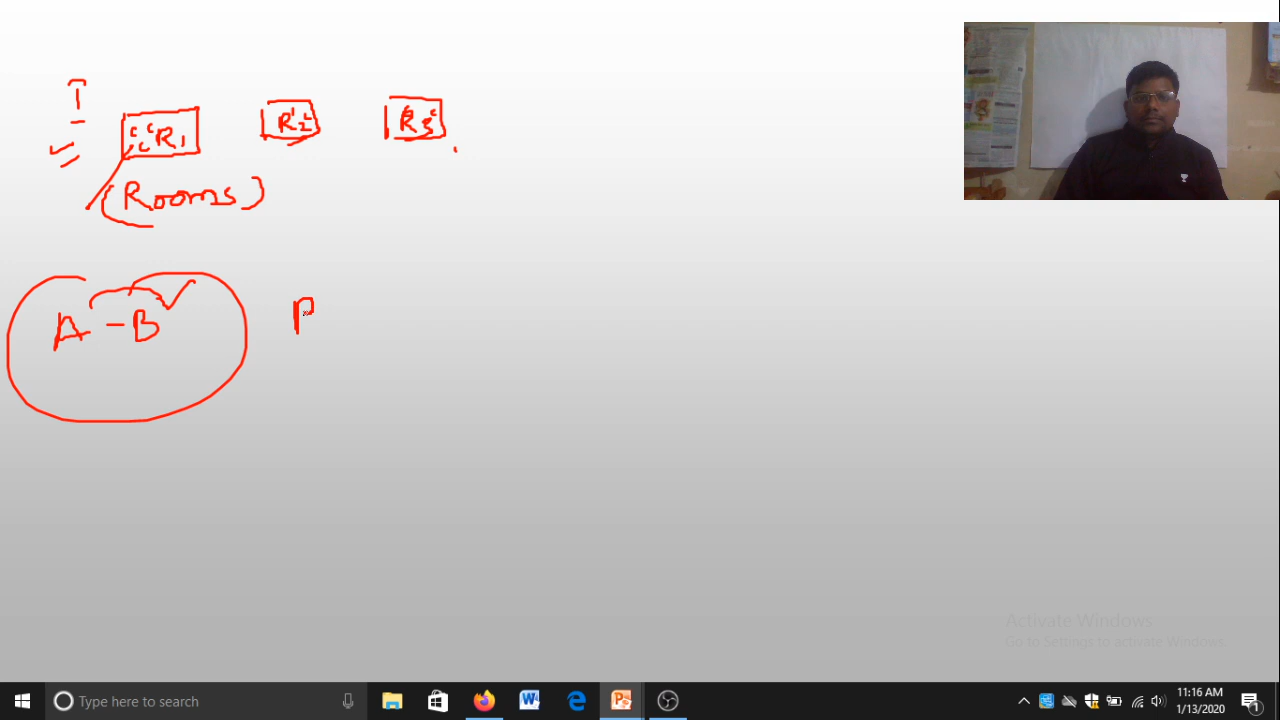 I
R1 R2 R3
(Rooms)
A - B P
Activate Windows
Go to Settings to activate Windows.
Type here to search
11:16 AM
1/13/2020